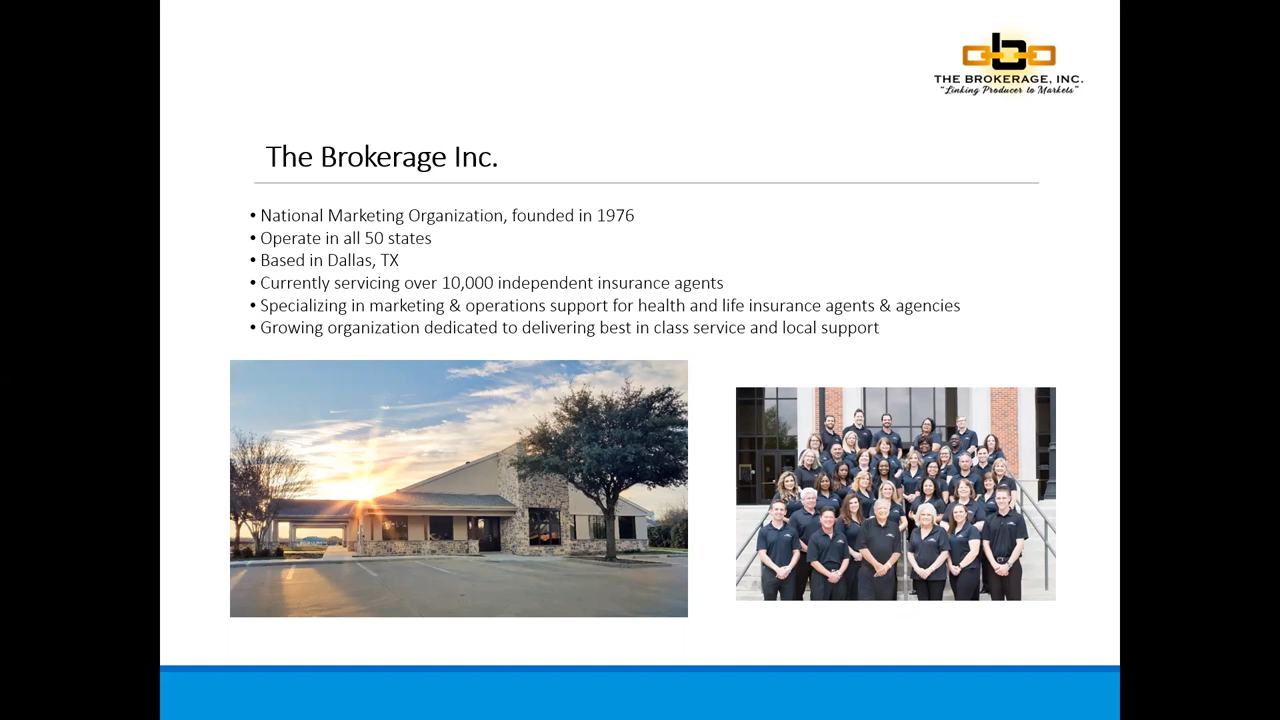 THE BROKERAGE, INC.
"Linking Producer to Markets"
The Brokerage Inc.
• National Marketing Organization, founded in 1976
• Operate in all 50 states
• Based in Dallas, TX
• Currently servicing over 10,000 independent insurance agents
• Specializing in marketing & operations support for health and life insurance agents & agencies
• Growing organization dedicated to delivering best in class service and local support